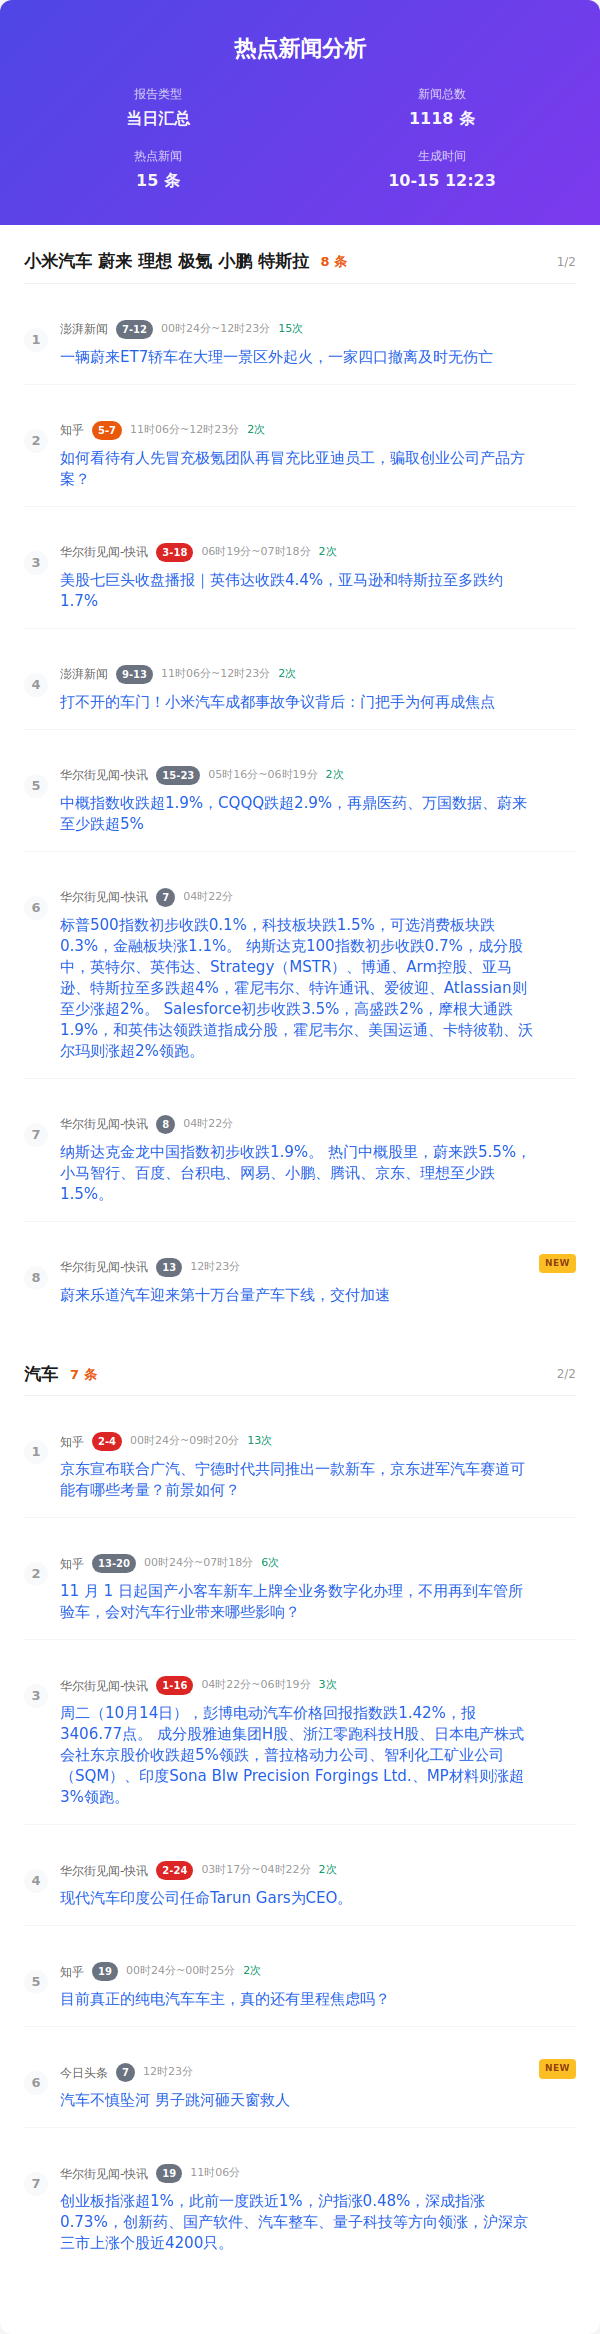 热点新闻分析
报告类型
新闻总数
当日汇总
1118 条
热点新闻
生成时间
15 条
10-15 12:23
小米汽车 蔚来 理想 极氪 小鹏 特斯拉 8 条 1/2
1
澎湃新闻 7-12 00时24分~12时23分 15次
一辆蔚来ET7轿车在大理一景区外起火，一家四口撤离及时无伤亡
2
知乎 5-7 11时06分~12时23分 2次
如何看待有人先冒充极氪团队再冒充比亚迪员工，骗取创业公司产品方
案？
3
华尔街见闻-快讯 3-18 06时19分~07时18分 2次
美股七巨头收盘播报｜英伟达收跌4.4%，亚马逊和特斯拉至多跌约
1.7%
4
澎湃新闻 9-13 11时06分~12时23分 2次
打不开的车门！小米汽车成都事故争议背后：门把手为何再成焦点
5
华尔街见闻-快讯 15-23 05时16分~06时19分 2次
中概指数收跌超1.9%，CQQQ跌超2.9%，再鼎医药、万国数据、蔚来
至少跌超5%
6
华尔街见闻-快讯 7 04时22分
标普500指数初步收跌0.1%，科技板块跌1.5%，可选消费板块跌
0.3%，金融板块涨1.1%。 纳斯达克100指数初步收跌0.7%，成分股
中，英特尔、英伟达、Strategy（MSTR）、博通、Arm控股、亚马
逊、特斯拉至多跌超4%，霍尼韦尔、特许通讯、爱彼迎、Atlassian则
至少涨超2%。 Salesforce初步收跌3.5%，高盛跌2%，摩根大通跌
1.9%，和英伟达领跌道指成分股，霍尼韦尔、美国运通、卡特彼勒、沃
尔玛则涨超2%领跑。
7
华尔街见闻-快讯 8 04时22分
纳斯达克金龙中国指数初步收跌1.9%。 热门中概股里，蔚来跌5.5%，
小马智行、百度、台积电、网易、小鹏、腾讯、京东、理想至少跌
1.5%。
8
华尔街见闻-快讯 13 12时23分 NEW
蔚来乐道汽车迎来第十万台量产车下线，交付加速
汽车 7 条 2/2
1
知乎 2-4 00时24分~09时20分 13次
京东宣布联合广汽、宁德时代共同推出一款新车，京东进军汽车赛道可
能有哪些考量？前景如何？
2
知乎 13-20 00时24分~07时18分 6次
11 月 1 日起国产小客车新车上牌全业务数字化办理，不用再到车管所
验车，会对汽车行业带来哪些影响？
3
华尔街见闻-快讯 1-16 04时22分~06时19分 3次
周二（10月14日），彭博电动汽车价格回报指数跌1.42%，报
3406.77点。 成分股雅迪集团H股、浙江零跑科技H股、日本电产株式
会社东京股价收跌超5%领跌，普拉格动力公司、智利化工矿业公司
（SQM）、印度Sona Blw Precision Forgings Ltd.、MP材料则涨超
3%领跑。
4
华尔街见闻-快讯 2-24 03时17分~04时22分 2次
现代汽车印度公司任命Tarun Gars为CEO。
5
知乎 19 00时24分~00时25分 2次
目前真正的纯电汽车车主，真的还有里程焦虑吗？
6
今日头条 7 12时23分 NEW
汽车不慎坠河 男子跳河砸天窗救人
7
华尔街见闻-快讯 19 11时06分
创业板指涨超1%，此前一度跌近1%，沪指涨0.48%，深成指涨
0.73%，创新药、国产软件、汽车整车、量子科技等方向领涨，沪深京
三市上涨个股近4200只。